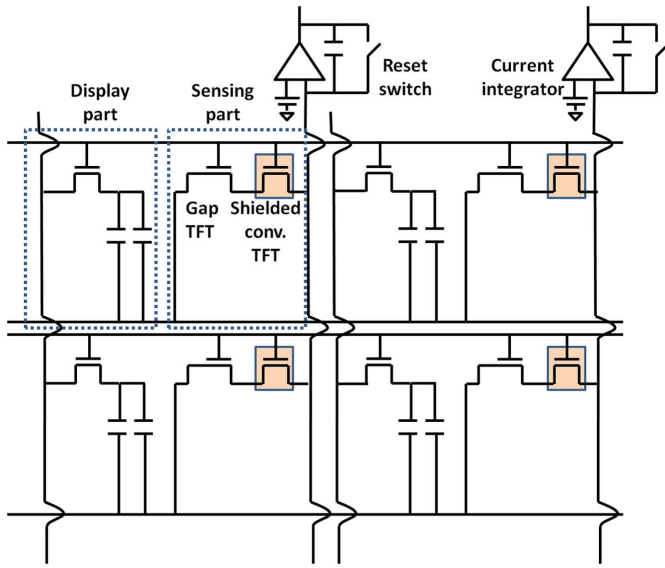 Display
part
Sensing
part
Reset
switch
Current
integrator
Gap
TFT
Shielded
conv.
TFT